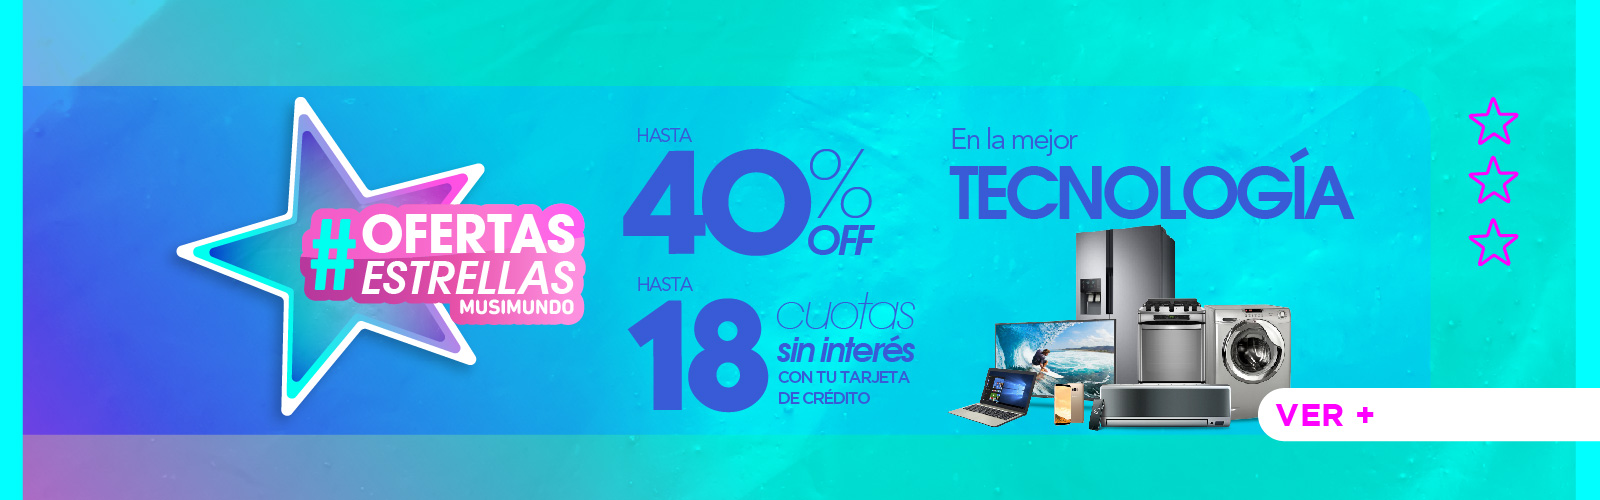 #OFERTAS
ESTRELLAS
MUSIMUNDO
HASTA
40%
OFF
HASTA
18 cuotas
sin interés
CON TU TARJETA
DE CRÉDITO
En la mejor
TECNOLOGÍA
VER +